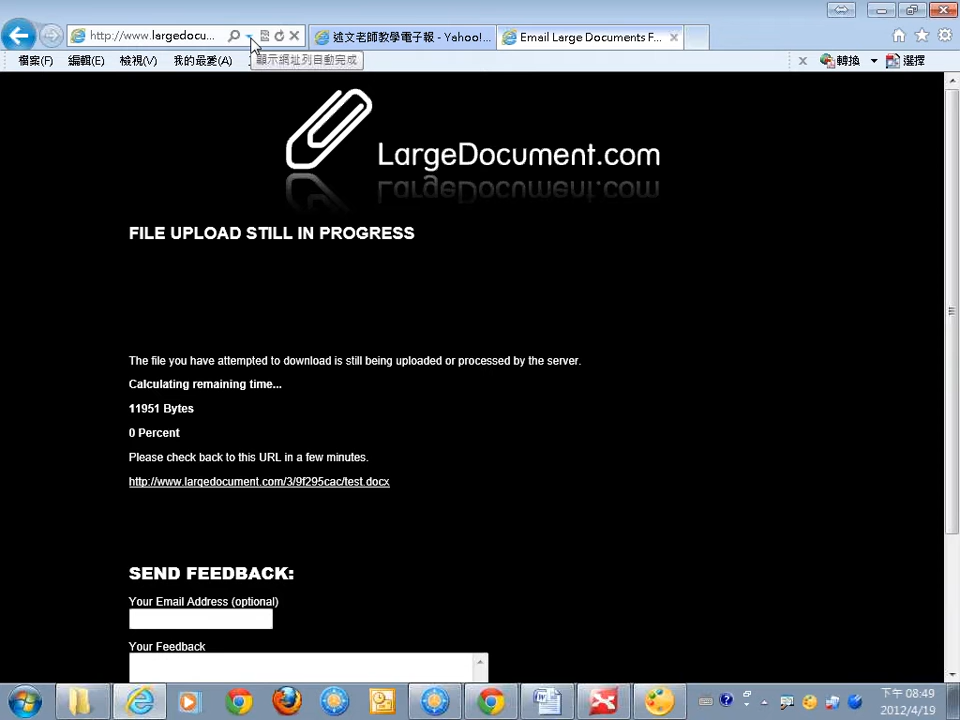 http://www.largedocu...
述文老師教學電子報 - Yahoo!...
Email Large Documents F...
檔案(F)
編輯(E)
檢視(V)
我的最愛(A)
顯示網址列自動完成
轉換
選擇
LargeDocument.com
FILE UPLOAD STILL IN PROGRESS
The file you have attempted to download is still being uploaded or processed by the server.
Calculating remaining time...
11951 Bytes
0 Percent
Please check back to this URL in a few minutes.
http://www.largedocument.com/3/9f295cac/test.docx
SEND FEEDBACK:
Your Email Address (optional)
Your Feedback
下午 08:49
2012/4/19